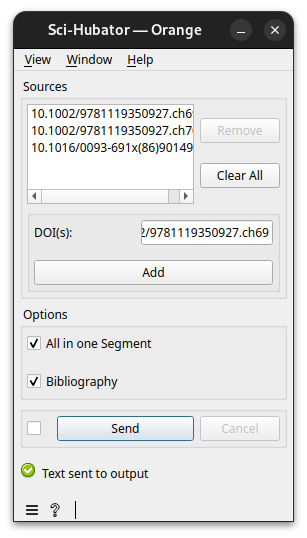 Sci-Hubator — Orange
View Window Help
Sources
10.1002/9781119350927.ch6
10.1002/9781119350927.ch7
10.1016/0093-691x(86)90149
Remove
Clear All
DOI(s):
2/9781119350927.ch69
Add
Options
All in one Segment
Bibliography
Send
Cancel
Text sent to output